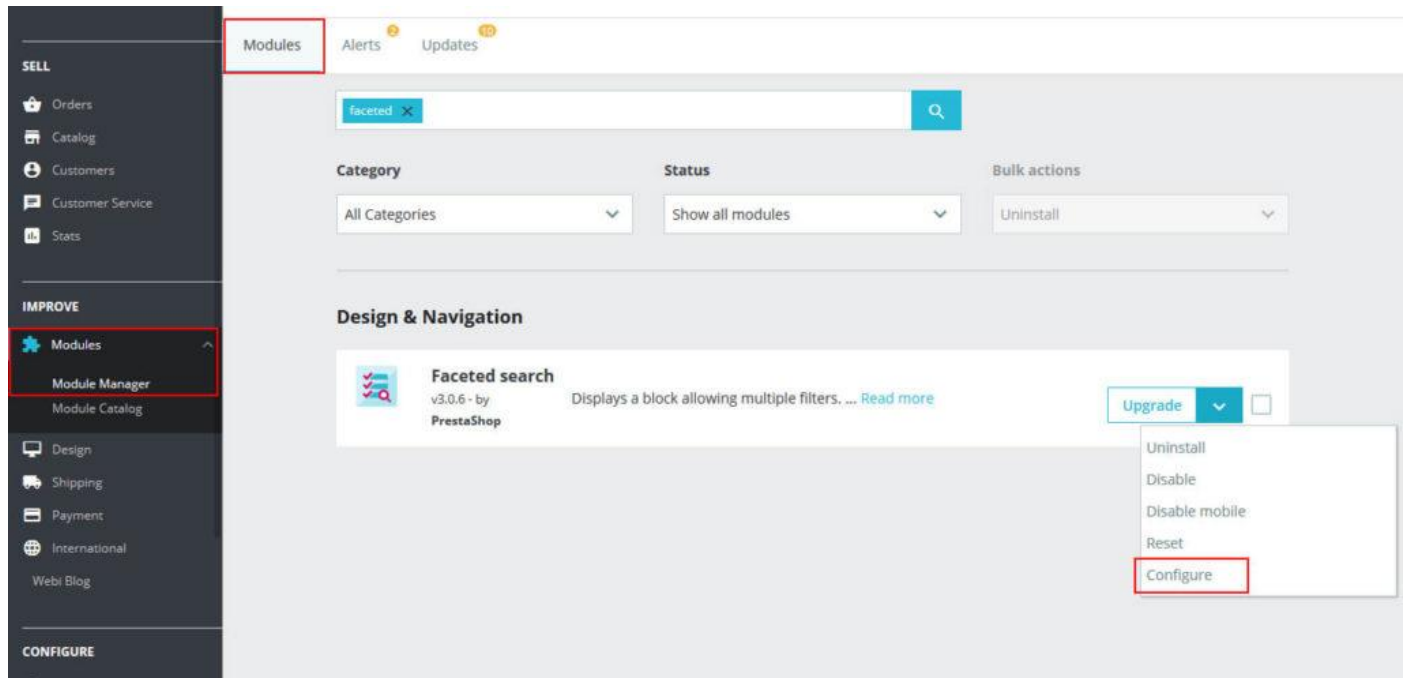 SELL
Orders
Catalog
Customers
Customer Service
Stats
IMPROVE
Modules
Module Manager
Module Catalog
Design
Shipping
Payment
International
Webi Blog
CONFIGURE
Modules
Alerts 2
Updates 10
faceted
Category
All Categories
Status
Show all modules
Bulk actions
Uninstall
Design & Navigation
Faceted search
v3.0.6 - by
PrestaShop
Displays a block allowing multiple filters. ... Read more
Upgrade
Uninstall
Disable
Disable mobile
Reset
Configure